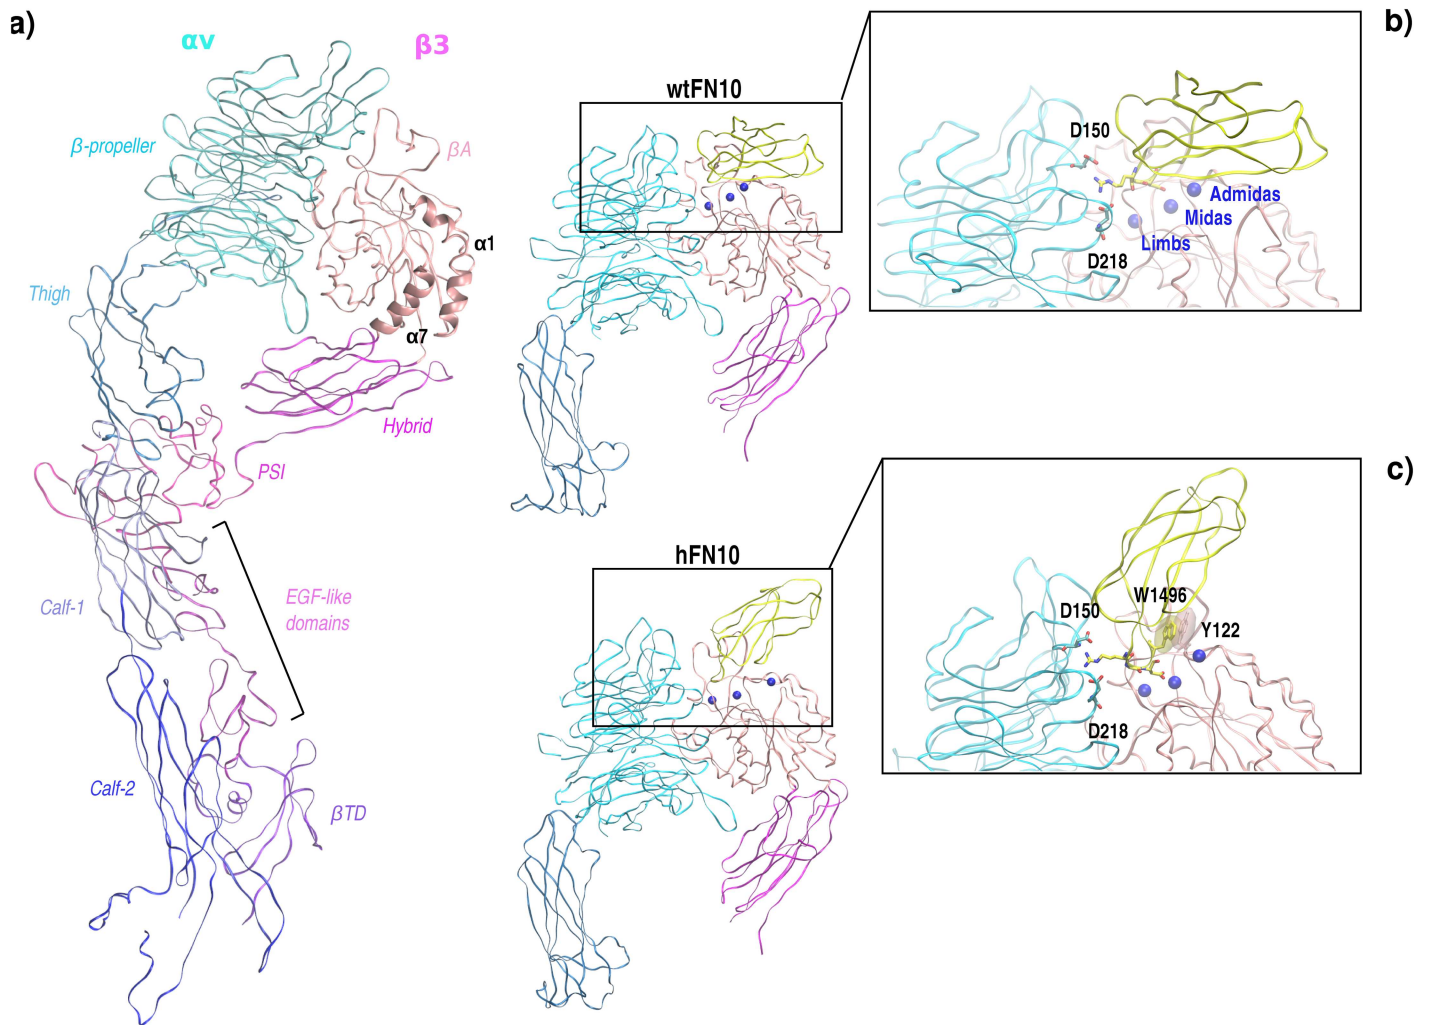 a)
αv
β3
β-propeller
βA
α1
Thigh
α7
Hybrid
PSI
Calf-1
EGF-like
domains
Calf-2
βTD
wtFN10
b)
D150
Admidas
Midas
Limbs
D218
hFN10
c)
W1496
D150
Y122
D218